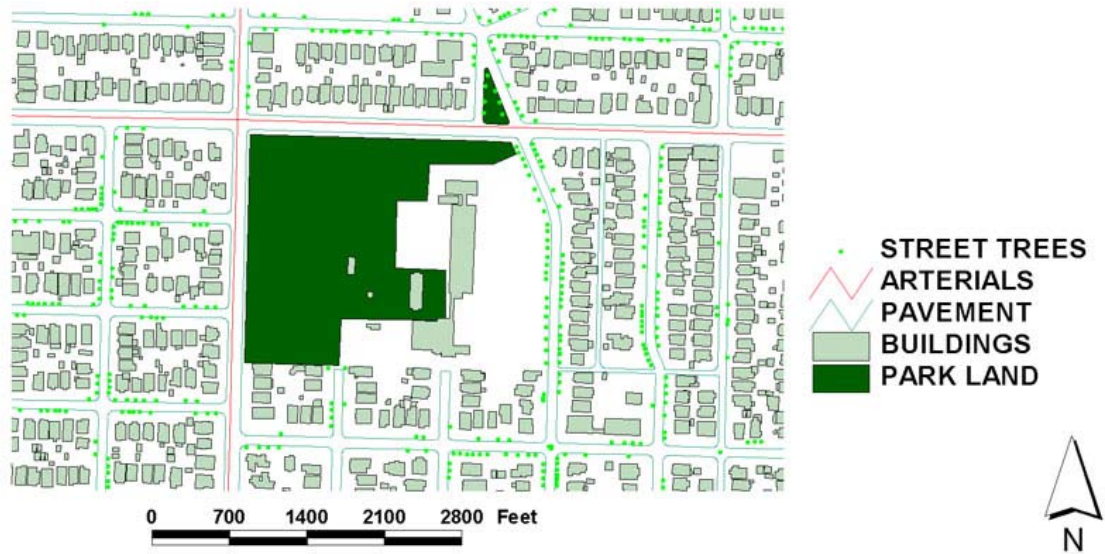 STREET TREES
ARTERIALS
PAVEMENT
BUILDINGS
PARK LAND
0 700 1400 2100 2800 Feet
N